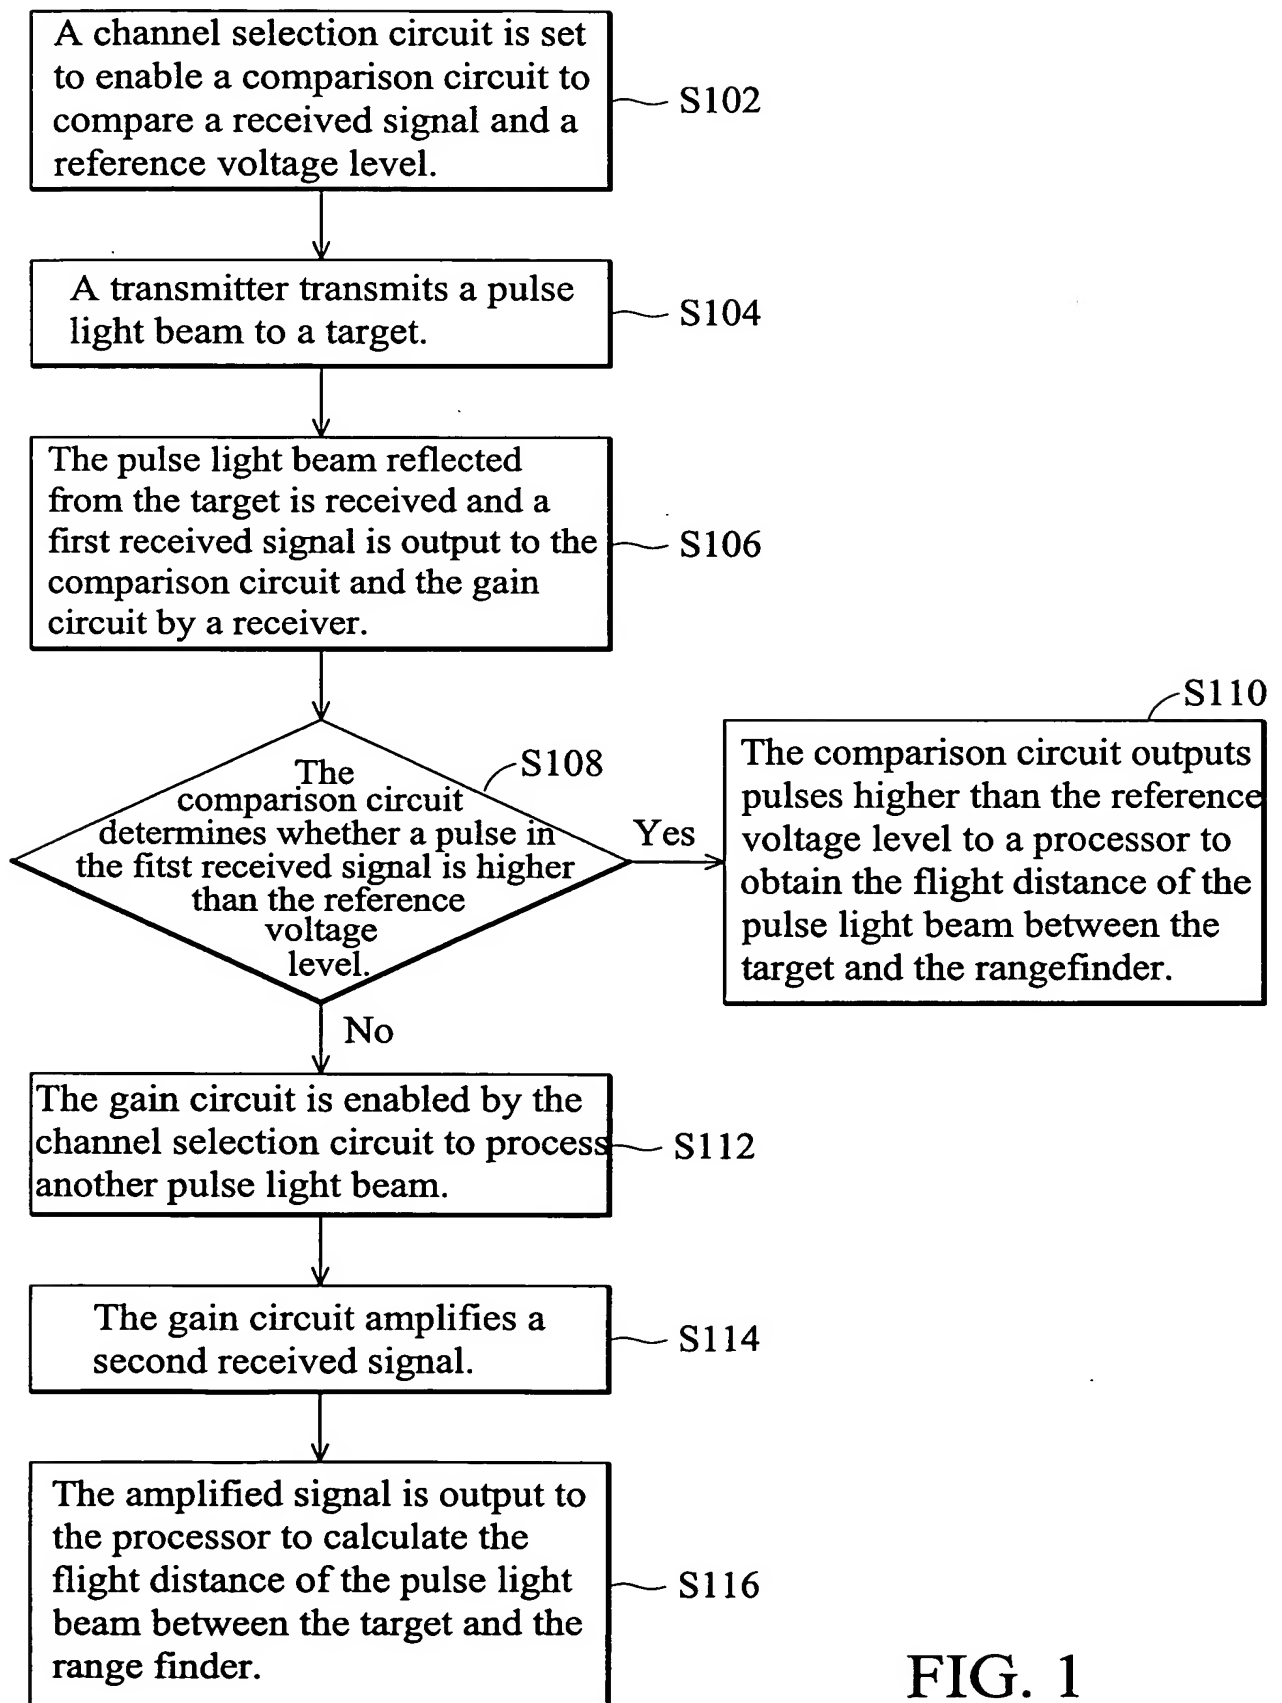 A channel selection circuit is set
to enable a comparison circuit to
compare a received signal and a
reference voltage level.
S102
A transmitter transmits a pulse
light beam to a target.
S104
The pulse light beam reflected
from the target is received and a
first received signal is output to the
comparison circuit and the gain
circuit by a receiver.
S106
The
comparison circuit
determines whether a pulse in
the fitst received signal is higher
than the reference
voltage
level.
S108
Yes
S110
The comparison circuit outputs
pulses higher than the reference
voltage level to a processor to
obtain the flight distance of the
pulse light beam between the
target and the rangefinder.
No
The gain circuit is enabled by the
channel selection circuit to process
another pulse light beam.
S112
The gain circuit amplifies a
second received signal.
S114
The amplified signal is output to
the processor to calculate the
flight distance of the pulse light
beam between the target and the
range finder.
S116
FIG. 1